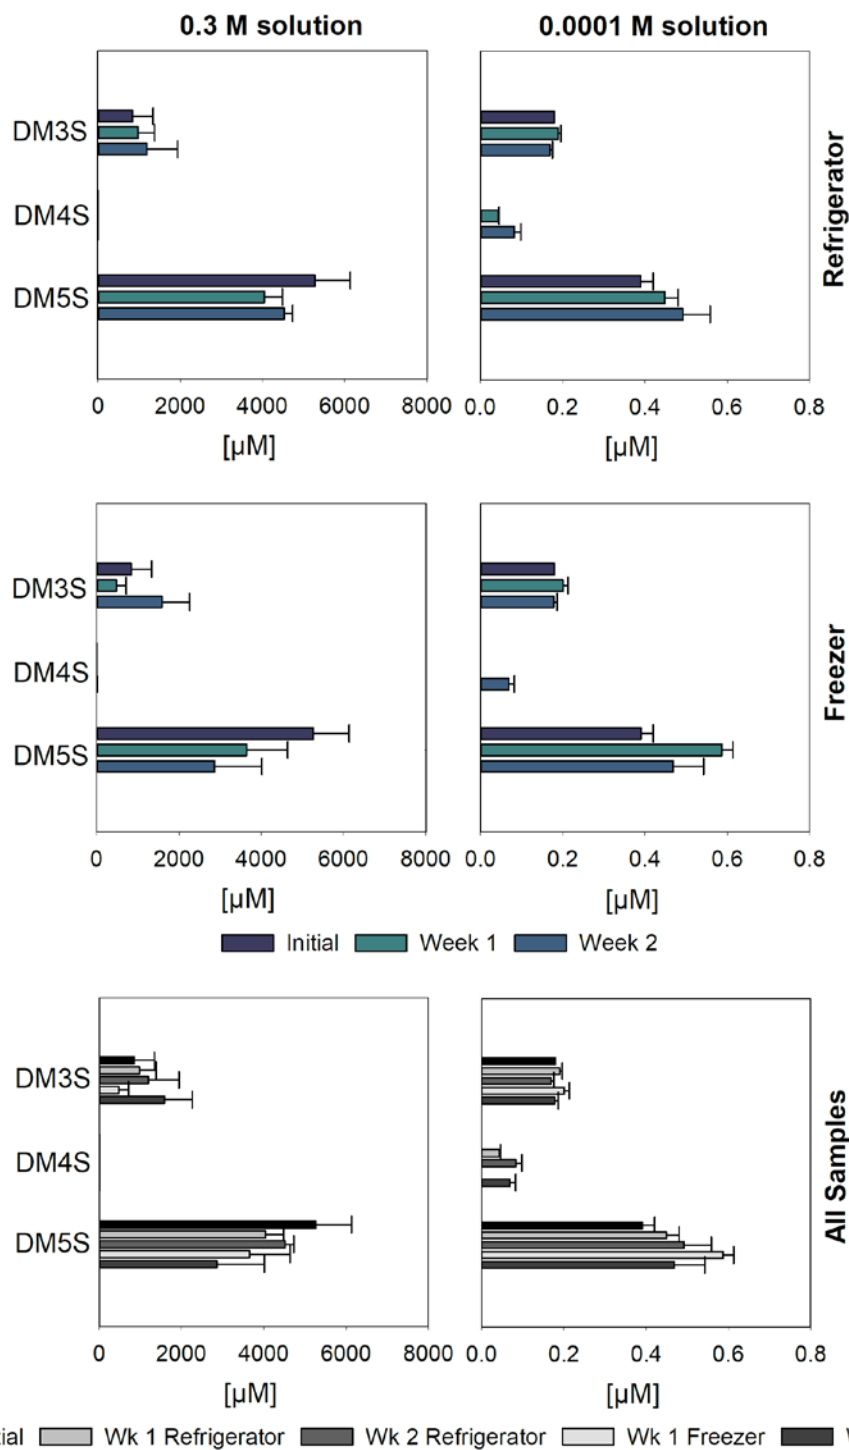 0.3 M solution 0.0001 M solution
DM3S
DM4S
DM5S
Refrigerator
0 2000 4000 6000 8000 0.0 0.2 0.4 0.6 0.8
[µM] [µM]
DM3S
DM4S
DM5S
Freezer
0 2000 4000 6000 8000 0.0 0.2 0.4 0.6 0.8
[µM] [µM]
Initial Week 1 Week 2
DM3S
DM4S
DM5S
All Samples
0 2000 4000 6000 8000 0.0 0.2 0.4 0.6 0.8
[µM] [µM]
ial Wk 1 Refrigerator Wk 2 Refrigerator Wk 1 Freezer